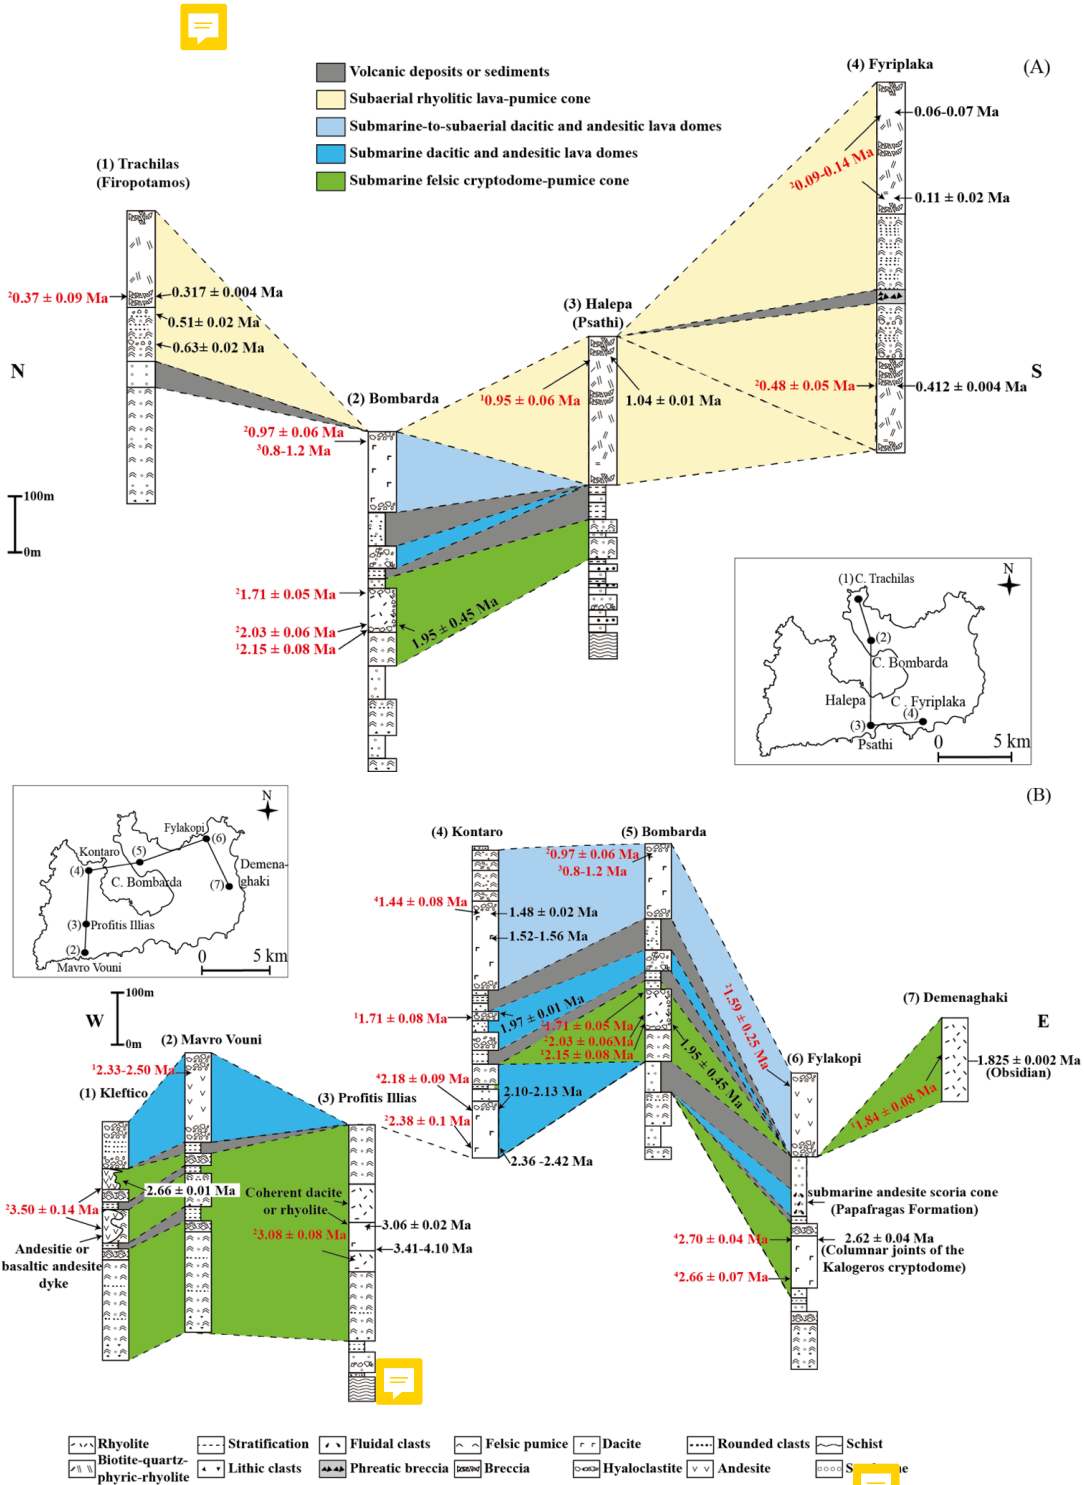 (A)
Volcanic deposits or sediments
Subaerial rhyolitic lava-pumice cone
Submarine-to-subaerial dacitic and andesitic lava domes
Submarine dacitic and andesitic lava domes
Submarine felsic cryptodome-pumice cone
(4) Fyriplaka
0.06-0.07 Ma
²0.09-0.14 Ma
0.11 ± 0.02 Ma
²0.48 ± 0.05 Ma
0.412 ± 0.004 Ma
(1) Trachilas
(Firopotamos)
²0.37 ± 0.09 Ma
0.317 ± 0.004 Ma
0.51± 0.02 Ma
0.63± 0.02 Ma
N
S
(3) Halepa
(Psathi)
¹0.95 ± 0.06 Ma
1.04 ± 0.01 Ma
(2) Bombarda
²0.97 ± 0.06 Ma
³0.8-1.2 Ma
²1.71 ± 0.05 Ma
²2.03 ± 0.06 Ma
¹2.15 ± 0.08 Ma
1.95 ± 0.45 Ma
100m
0m
N
(1) C. Trachilas
(2)
C. Bombarda
Halepa
C . Fyriplaka
(4)
(3)
Psathi
0
5 km
(B)
N
Fylakopi
(6)
Kontaro
(5)
(4)
Demena-
ghaki
C. Bombarda
(7)
(3)
Profitis Illias
(2)
Mavro Vouni
0
5 km
100m
0m
W
E
(1) Kleftico
²3.50 ± 0.14 Ma
2.66 ± 0.01 Ma
Andesitie or
basaltic andesite
dyke
(2) Mavro Vouni
¹2.33-2.50 Ma
(3) Profitis Illias
Coherent dacite
or rhyolite
²3.08 ± 0.08 Ma
3.06 ± 0.02 Ma
3.41-4.10 Ma
(4) Kontaro
⁴1.44 ± 0.08 Ma
1.48 ± 0.02 Ma
1.52-1.56 Ma
¹1.71 ± 0.08 Ma
1.97 ± 0.01 Ma
⁴2.18 ± 0.09 Ma
2.10-2.13 Ma
²2.38 ± 0.1 Ma
2.36 -2.42 Ma
(5) Bombarda
²0.97 ± 0.06 Ma
³0.8-1.2 Ma
1.71 ± 0.05 Ma
²2.03 ± 0.06Ma
¹2.15 ± 0.08 Ma
1.95 ± 0.45 Ma
²1.59 ± 0.25 Ma
(6) Fylakopi
submarine andesite scoria cone
(Papafragas Formation)
⁴2.70 ± 0.04 Ma
2.62 ± 0.04 Ma
(Columnar joints of the
Kalogeros cryptodome)
⁴2.66 ± 0.07 Ma
(7) Demenaghaki
1.825 ± 0.002 Ma
(Obsidian)
¹1.84 ± 0.08 Ma
Rhyolite
Stratification
Fluidal clasts
Felsic pumice
Dacite
Rounded clasts
Schist
Biotite-quartz-
phyric-rhyolite
Lithic clasts
Phreatic breccia
Breccia
Hyaloclastite
Andesite